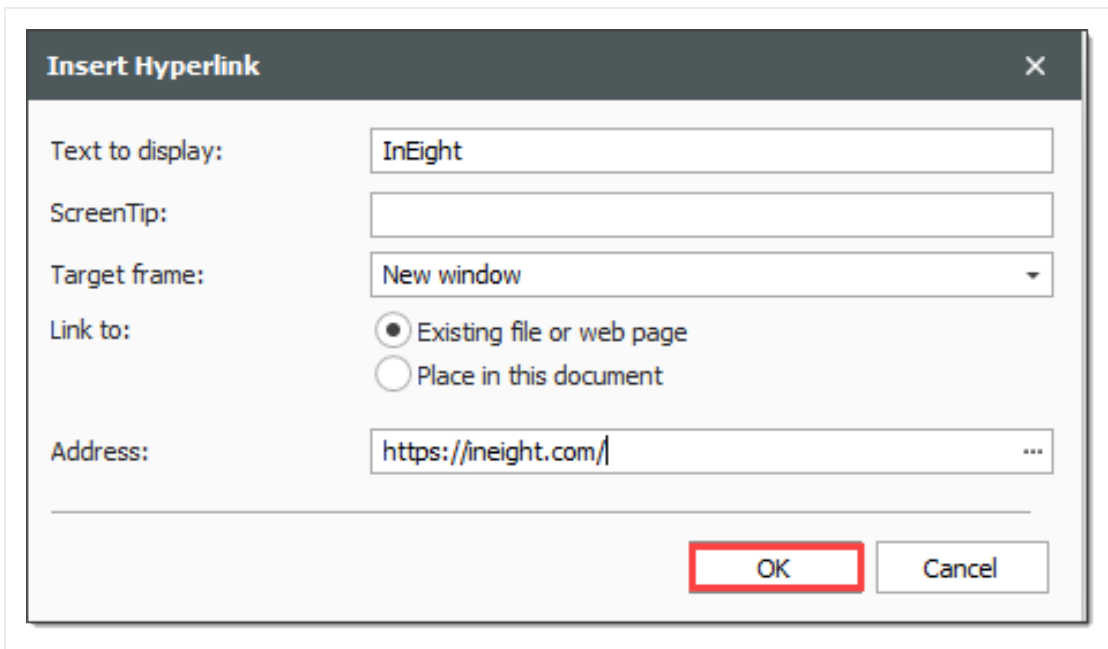 Insert Hyperlink
Text to display: InEight
ScreenTip:
Target frame: New window
Link to: Existing file or web page
Place in this document
Address: https://ineight.com/ ...
OK Cancel